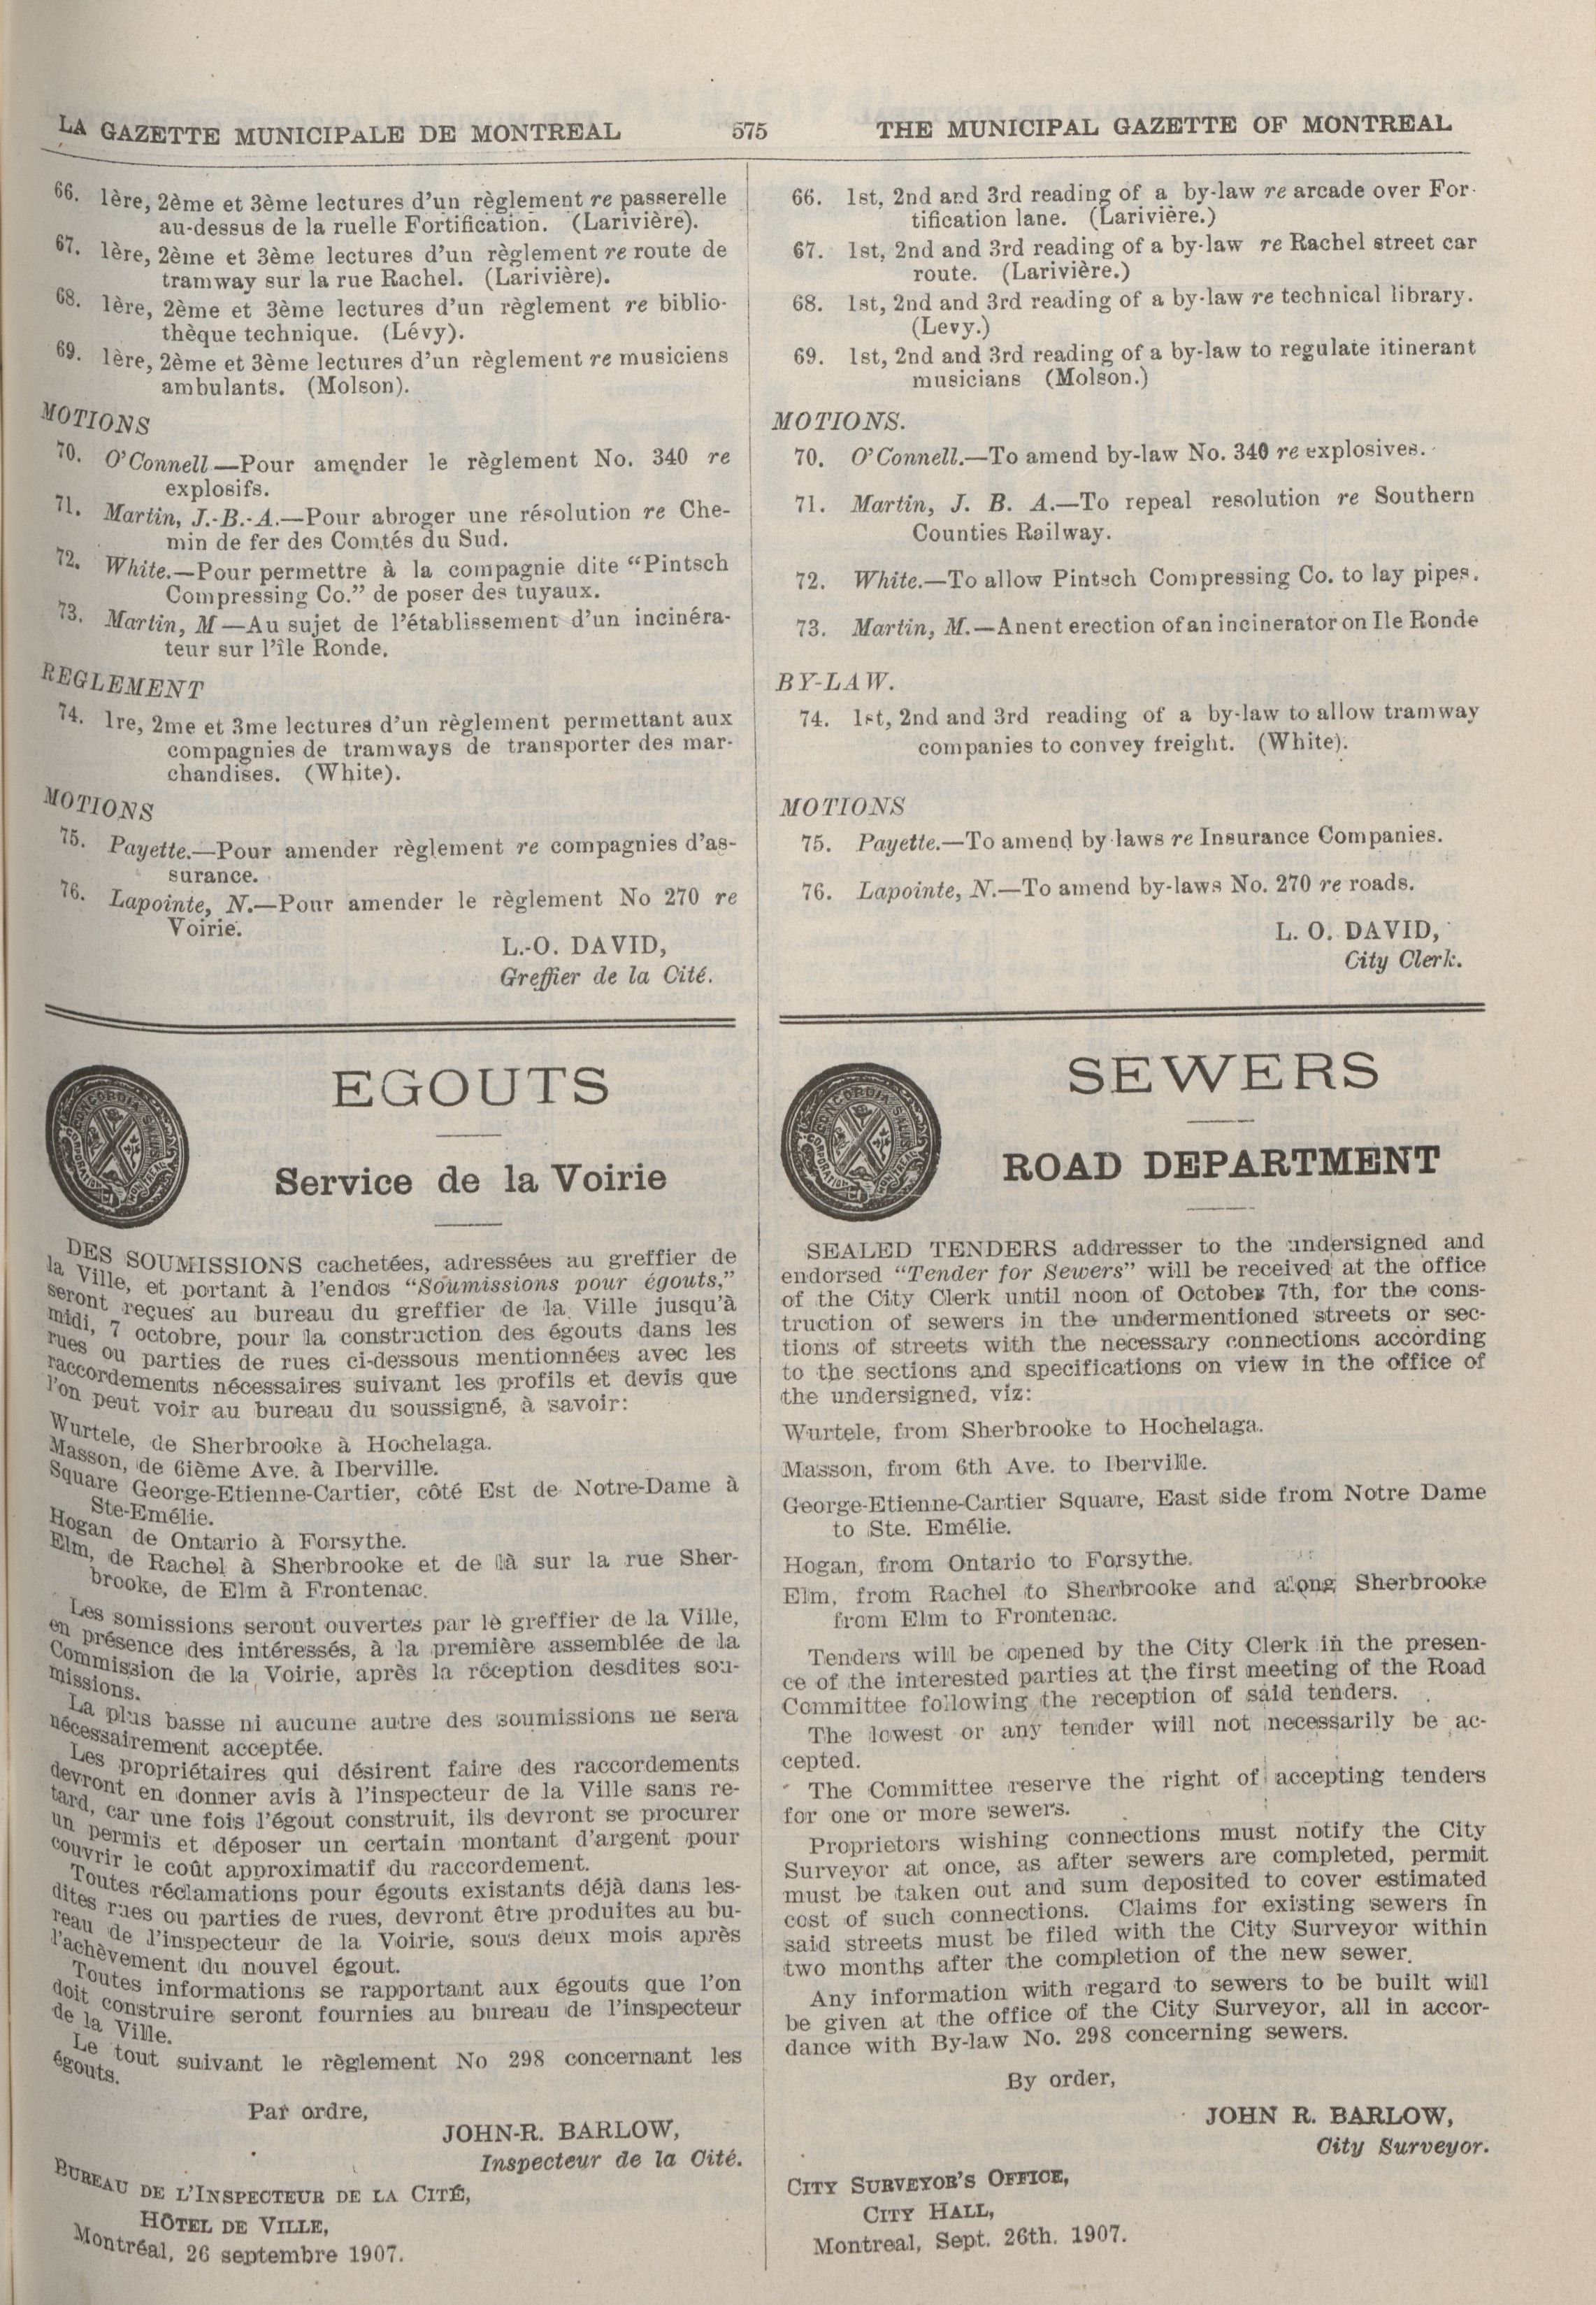 LA GAZETTE MUNICIPALE DE MONTREAL 575 THE MUNICIPAL GAZETTE OF MONTREAL
66. 1ère, 2ème et 3ème lectures d'un règlement re passerelle
au-dessus de la ruelle Fortification. (Larivière).
67. 1ère, 2ème et 3ème lectures d'un règlement re route de
tramway sur la rue Rachel. (Larivière).
68. 1ère, 2ème et 3ème lectures d'un règlement re biblio-
thèque technique. (Lévy).
69. 1ère, 2ème et 3ème lectures d'un règlement re musiciens
ambulants. (Molson).
MOTIONS
70. O'Connell—Pour amender le règlement No. 340 re
explosifs.
71. Martin, J.-B.-A.—Pour abroger une résolution re Che-
min de fer des Comtés du Sud.
72. White.—Pour permettre à la compagnie dite "Pintsch
Compressing Co." de poser des tuyaux.
73. Martin, M—Au sujet de l'établissement d'un incinéra-
teur sur l'île Ronde.
REGLEMENT
74. 1re, 2me et 3me lectures d'un règlement permettant aux
compagnies de tramways de transporter des mar-
chandises. (White).
MOTIONS
75. Payette.—Pour amender règlement re compagnies d'as-
surance.
76. Lapointe, N.—Pour amender le règlement No 270 re
Voirie.
L.-O. DAVID,
Greffier de la Cité.
EGOUTS
Service de la Voirie
DES SOUMISSIONS cachetées, adressées au greffier de
la Ville, et portant à l'endos "Soumissions pour égouts,"
seront reçues au bureau du greffier de la Ville jusqu'à
midi, 7 octobre, pour la construction des égouts dans les
rues ou parties de rues ci-dessous mentionnées avec les
raccordements nécessaires suivant les profils et devis que
l'on peut voir au bureau du soussigné, à savoir:
Wurtele, de Sherbrooke à Hochelaga.
Masson, de 6ième Ave. à Iberville.
Square George-Etienne-Cartier, côté Est de Notre-Dame à
Ste-Emélie.
Hogan de Ontario à Forsythe.
Elm, de Rachel à Sherbrooke et de là sur la rue Sher-
brooke, de Elm à Frontenac.
Les somissions seront ouvertes par le greffier de la Ville,
en présence des intéressés, à la première assemblée de la
Commission de la Voirie, après la réception desdites sou-
missions.
La plus basse ni aucune autre des soumissions ne sera
nécessairement acceptée.
Les propriétaires qui désirent faire des raccordements
devront en donner avis à l'inspecteur de la Ville sans re-
tard, car une fois l'égout construit, ils devront se procurer
un permis et déposer un certain montant d'argent pour
couvrir le coût approximatif du raccordement.
Toutes réclamations pour égouts existants déjà dans les-
dites rues ou parties de rues, devront être produites au bu-
reau de l'inspecteur de la Voirie, sous deux mois après
l'achèvement du nouvel égout.
Toutes informations se rapportant aux égouts que l'on
doit construire seront fournies au bureau de l'inspecteur
de la Ville.
Le tout suivant le règlement No 298 concernant les
égouts.
Par ordre,
JOHN-R. BARLOW,
Inspecteur de la Cité.
BUREAU DE L'INSPECTEUR DE LA CITÉ,
HÔTEL DE VILLE,
Montréal, 26 septembre 1907.
66. 1st, 2nd and 3rd reading of a by-law re arcade over For-
tification lane. (Larivière.)
67. 1st, 2nd and 3rd reading of a by-law re Rachel street car
route. (Larivière.)
68. 1st, 2nd and 3rd reading of a by-law re technical library.
(Levy.)
69. 1st, 2nd and 3rd reading of a by-law to regulate itinerant
musicians (Molson.)
MOTIONS.
70. O'Connell.—To amend by-law No. 340 re explosives.
71. Martin, J. B. A.—To repeal resolution re Southern
Counties Railway.
72. White.—To allow Pintsch Compressing Co. to lay pipes.
73. Martin, M.—Anent erection of an incinerator on Ile Ronde
BY-LAW.
74. 1st, 2nd and 3rd reading of a by-law to allow tramway
companies to convey freight. (White).
MOTIONS
75. Payette.—To amend by-laws re Insurance Companies.
76. Lapointe, N.—To amend by-laws No. 270 re roads.
L. O. DAVID,
City Clerk.
SEWERS
ROAD DEPARTMENT
SEALED TENDERS addresser to the undersigned and
endorsed "Tender for Sewers" will be received at the office
of the City Clerk until noon of October 7th, for the cons-
truction of sewers in the undermentioned streets or sec-
tions of streets with the necessary connections according
to the sections and specifications on view in the office of
the undersigned, viz:
Wurtele, from Sherbrooke to Hochelaga.
Masson, from 6th Ave. to Iberville.
George-Etienne-Cartier Square, East side from Notre Dame
to Ste. Emélie.
Hogan, from Ontario to Forsythe.
Elm, from Rachel to Sherbrooke and along Sherbrooke
from Elm to Frontenac.
Tenders will be opened by the City Clerk in the presen-
ce of the interested parties at the first meeting of the Road
Committee following the reception of said tenders.
The lowest or any tender will not necessarily be ac-
cepted.
The Committee reserve the right of accepting tenders
for one or more sewers.
Proprietors wishing connections must notify the City
Surveyor at once, as after sewers are completed, permit
must be taken out and sum deposited to cover estimated
cost of such connections. Claims for existing sewers in
said streets must be filed with the City Surveyor within
two months after the completion of the new sewer.
Any information with regard to sewers to be built will
be given at the office of the City Surveyor, all in accor-
dance with By-law No. 298 concerning sewers.
By order,
JOHN R. BARLOW,
City Surveyor.
CITY SURVEYOR'S OFFICE,
CITY HALL,
Montreal, Sept. 26th. 1907.